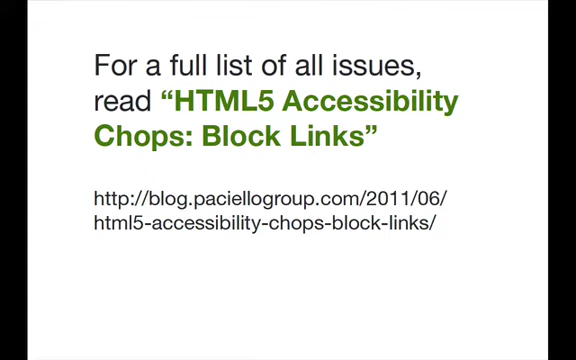 For a full list of all issues,
read “HTML5 Accessibility
Chops: Block Links”
http://blog.paciellogroup.com/2011/06/
html5-accessibility-chops-block-links/